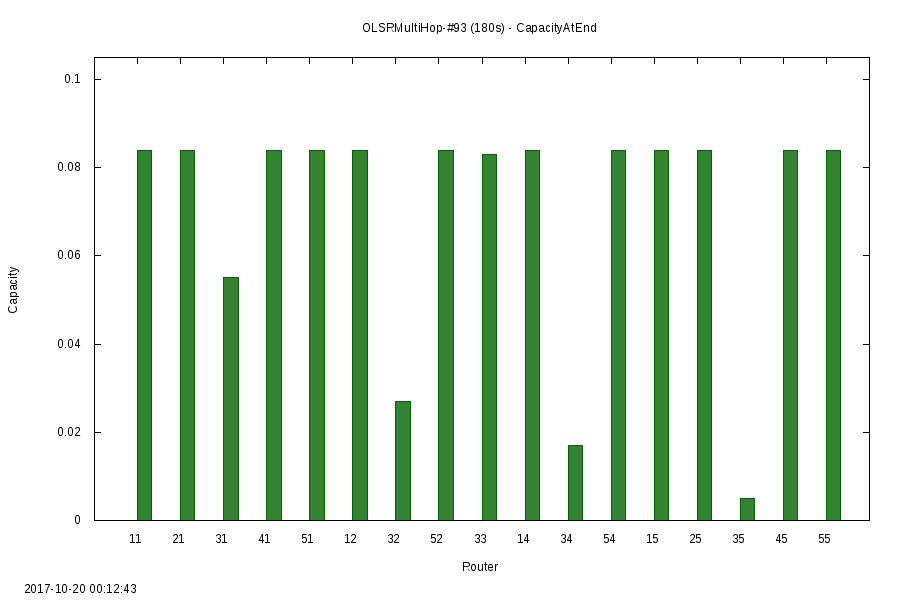 OLSRMultiHop-#93 (180s) - CapacityAtEnd
0.1
0.08
0.06
0.04
0.02
0
Capacity
11 21 31 41 51 12 32 52 33 14 34 54 15 25 35 45 55
Router
2017-10-20 00:12:43